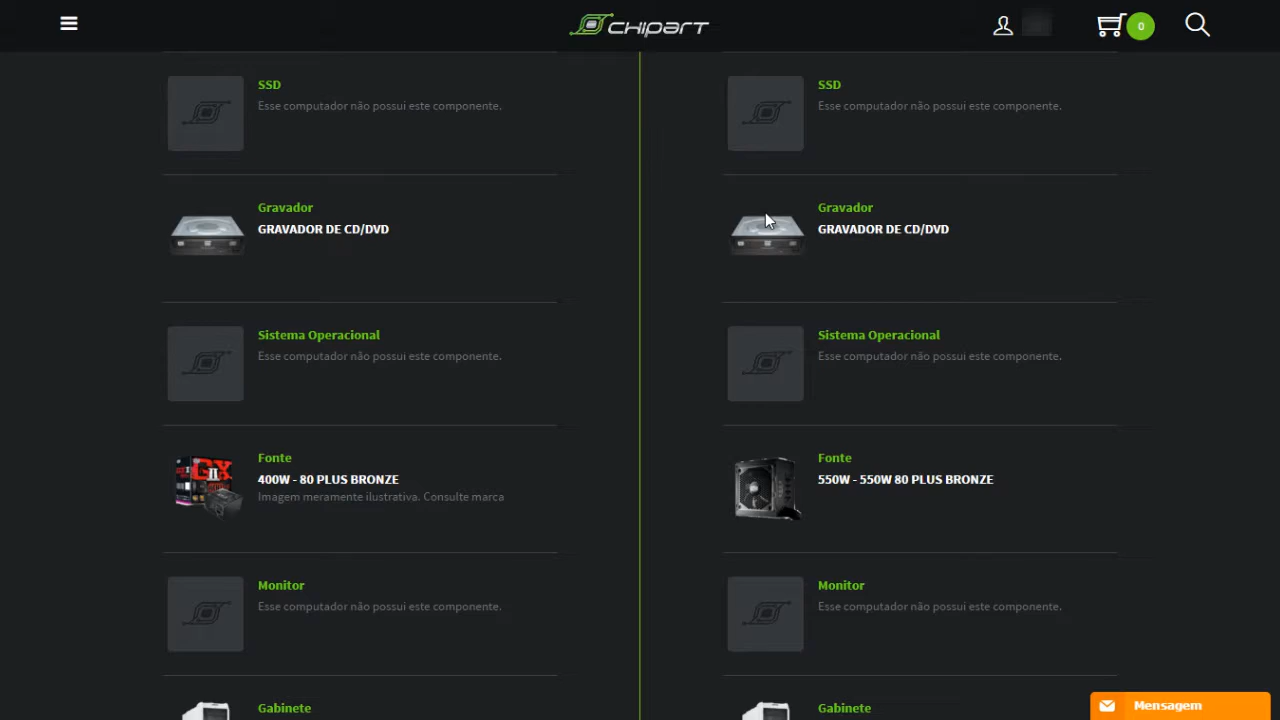 CHIPART
0
SSD
Esse computador não possui este componente.
Gravador
GRAVADOR DE CD/DVD
Sistema Operacional
Esse computador não possui este componente.
Fonte
400W - 80 PLUS BRONZE
Imagem meramente ilustrativa. Consulte marca
Monitor
Esse computador não possui este componente.
Gabinete
SSD
Esse computador não possui este componente.
Gravador
GRAVADOR DE CD/DVD
Sistema Operacional
Esse computador não possui este componente.
Fonte
550W - 550W 80 PLUS BRONZE
Monitor
Esse computador não possui este componente.
Gabinete
Mensagem